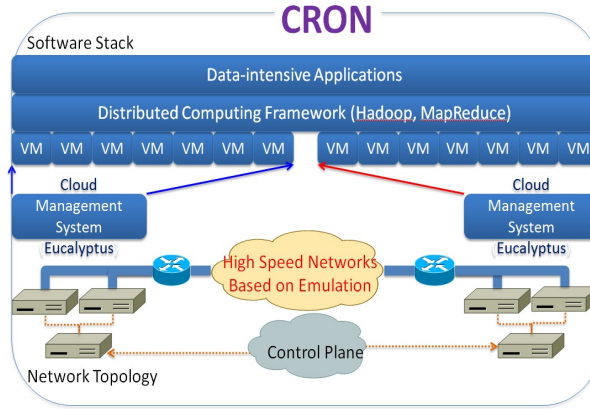 CRON
Software Stack
Data-intensive Applications
Distributed Computing Framework (Hadoop, MapReduce)
VM VM VM VM VM VM VM VM VM VM VM VM VM VM
Cloud
Management
System
(Eucalyptus)
Cloud
Management
System
(Eucalyptus)
High Speed Networks
Based on Emulation
Control Plane
Network Topology